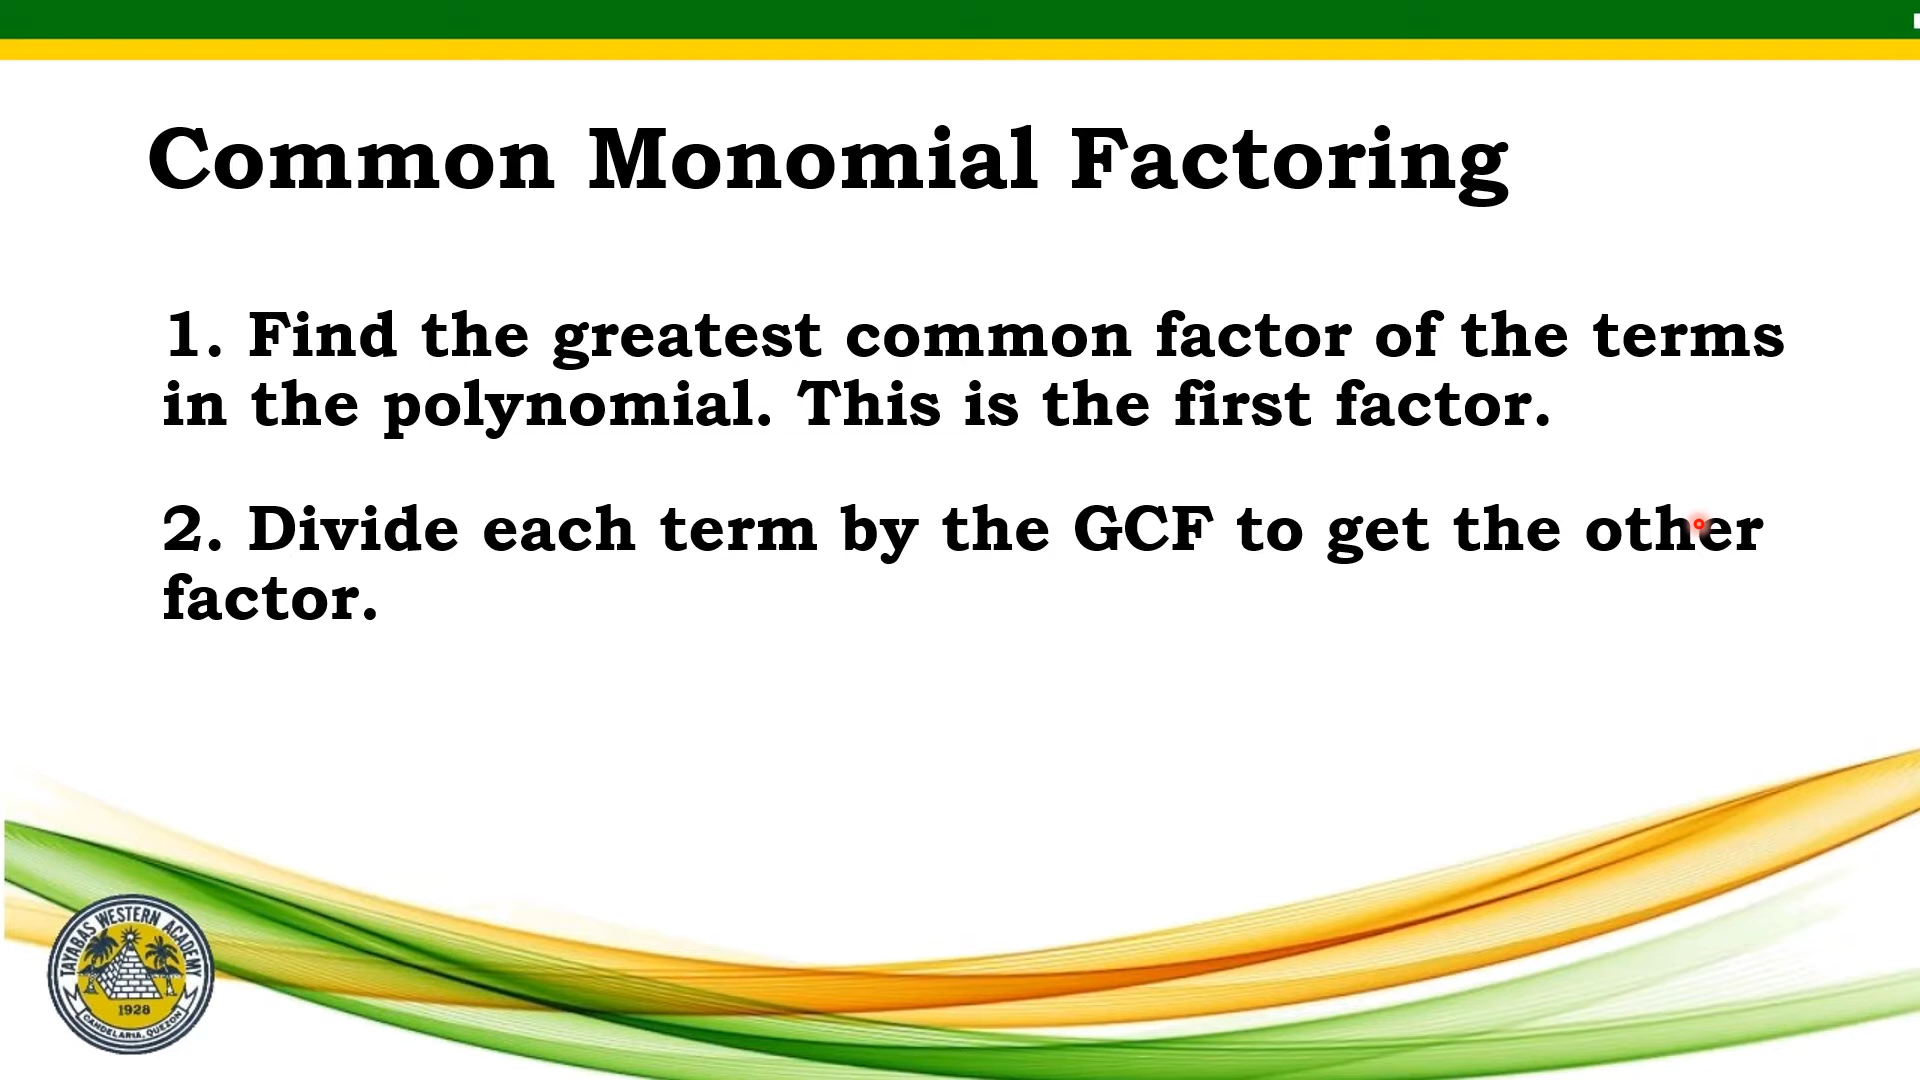 Common Monomial Factoring
1. Find the greatest common factor of the terms
in the polynomial. This is the first factor.
2. Divide each term by the GCF to get the other
factor.
TAYABAS WESTERN ACADEMY
1928
CANDELARIA, QUEZON